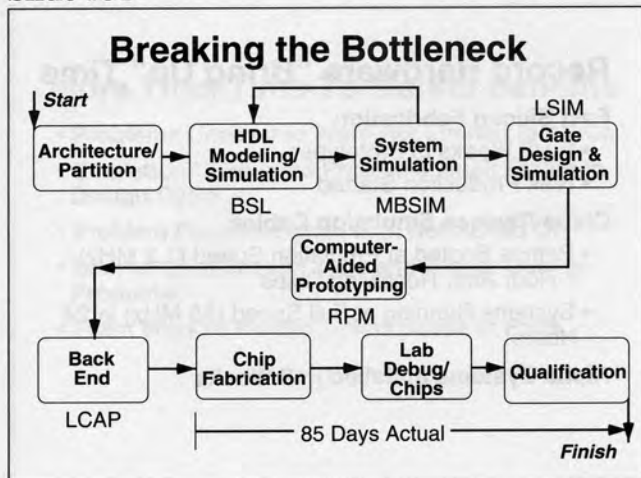 Breaking the Bottleneck
Start
LSIM
Architecture/
Partition
HDL
Modeling/
Simulation
System
Simulation
Gate
Design &
Simulation
BSL
MBSIM
Computer-
Aided
Prototyping
RPM
Back
End
Chip
Fabrication
Lab
Debug/
Chips
Qualification
LCAP
85 Days Actual
Finish